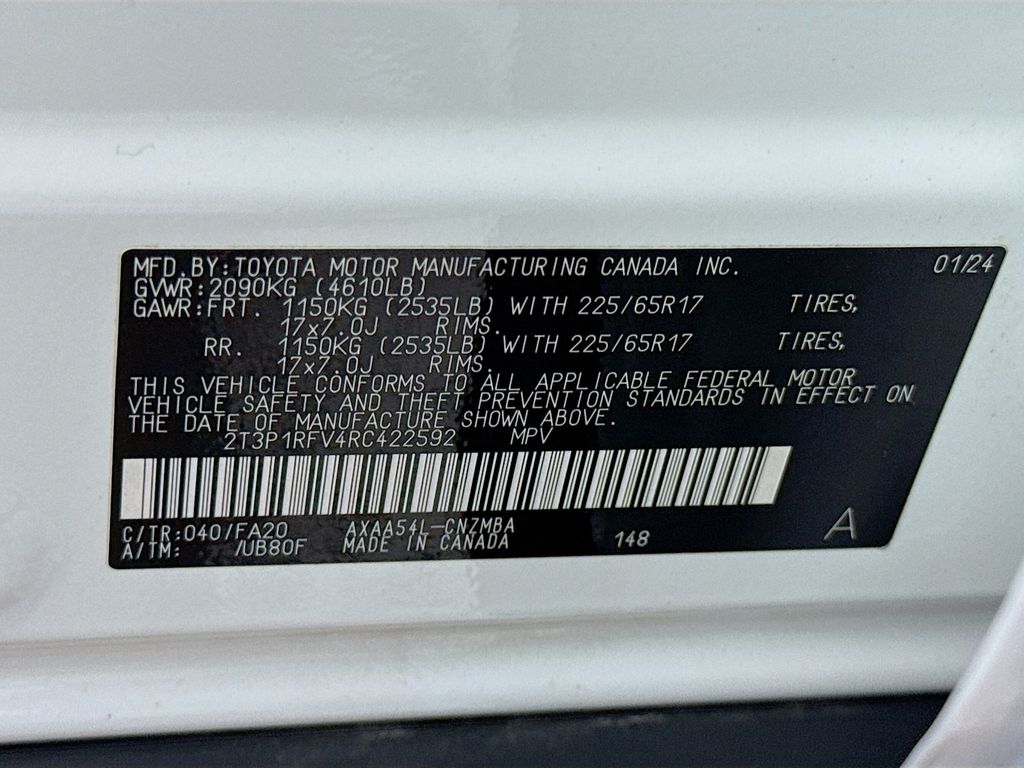 MFD.BY:TOYOTA MOTOR MANUFACTURING CANADA INC. 01/24
GVWR:2090KG (4610LB)
GAWR:FRT. 1150KG (2535LB) WITH 225/65R17 TIRES,
17x7.0J RIMS.
RR. 1150KG (2535LB) WITH 225/65R17 TIRES,
17x7.0J RIMS.
THIS VEHICLE CONFORMS TO ALL APPLICABLE FEDERAL MOTOR
VEHICLE SAFETY AND THEFT PREVENTION STANDARDS IN EFFECT ON
THE DATE OF MANUFACTURE SHOWN ABOVE.
2T3P1RFV4RC422592 MPV
C/TR:040/FA20 AXAA54L-CNZMBA
A/TM: /UB80F MADE IN CANADA 148 A